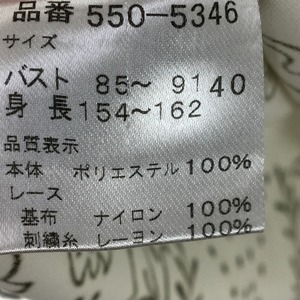 品番 550-5346
サイズ
バスト 85～ 91 40
身 長 154～162
品質表示
本体 ポリエステル 100%
レース
基布 ナイロン 100%
刺繍糸 レーヨン 100%